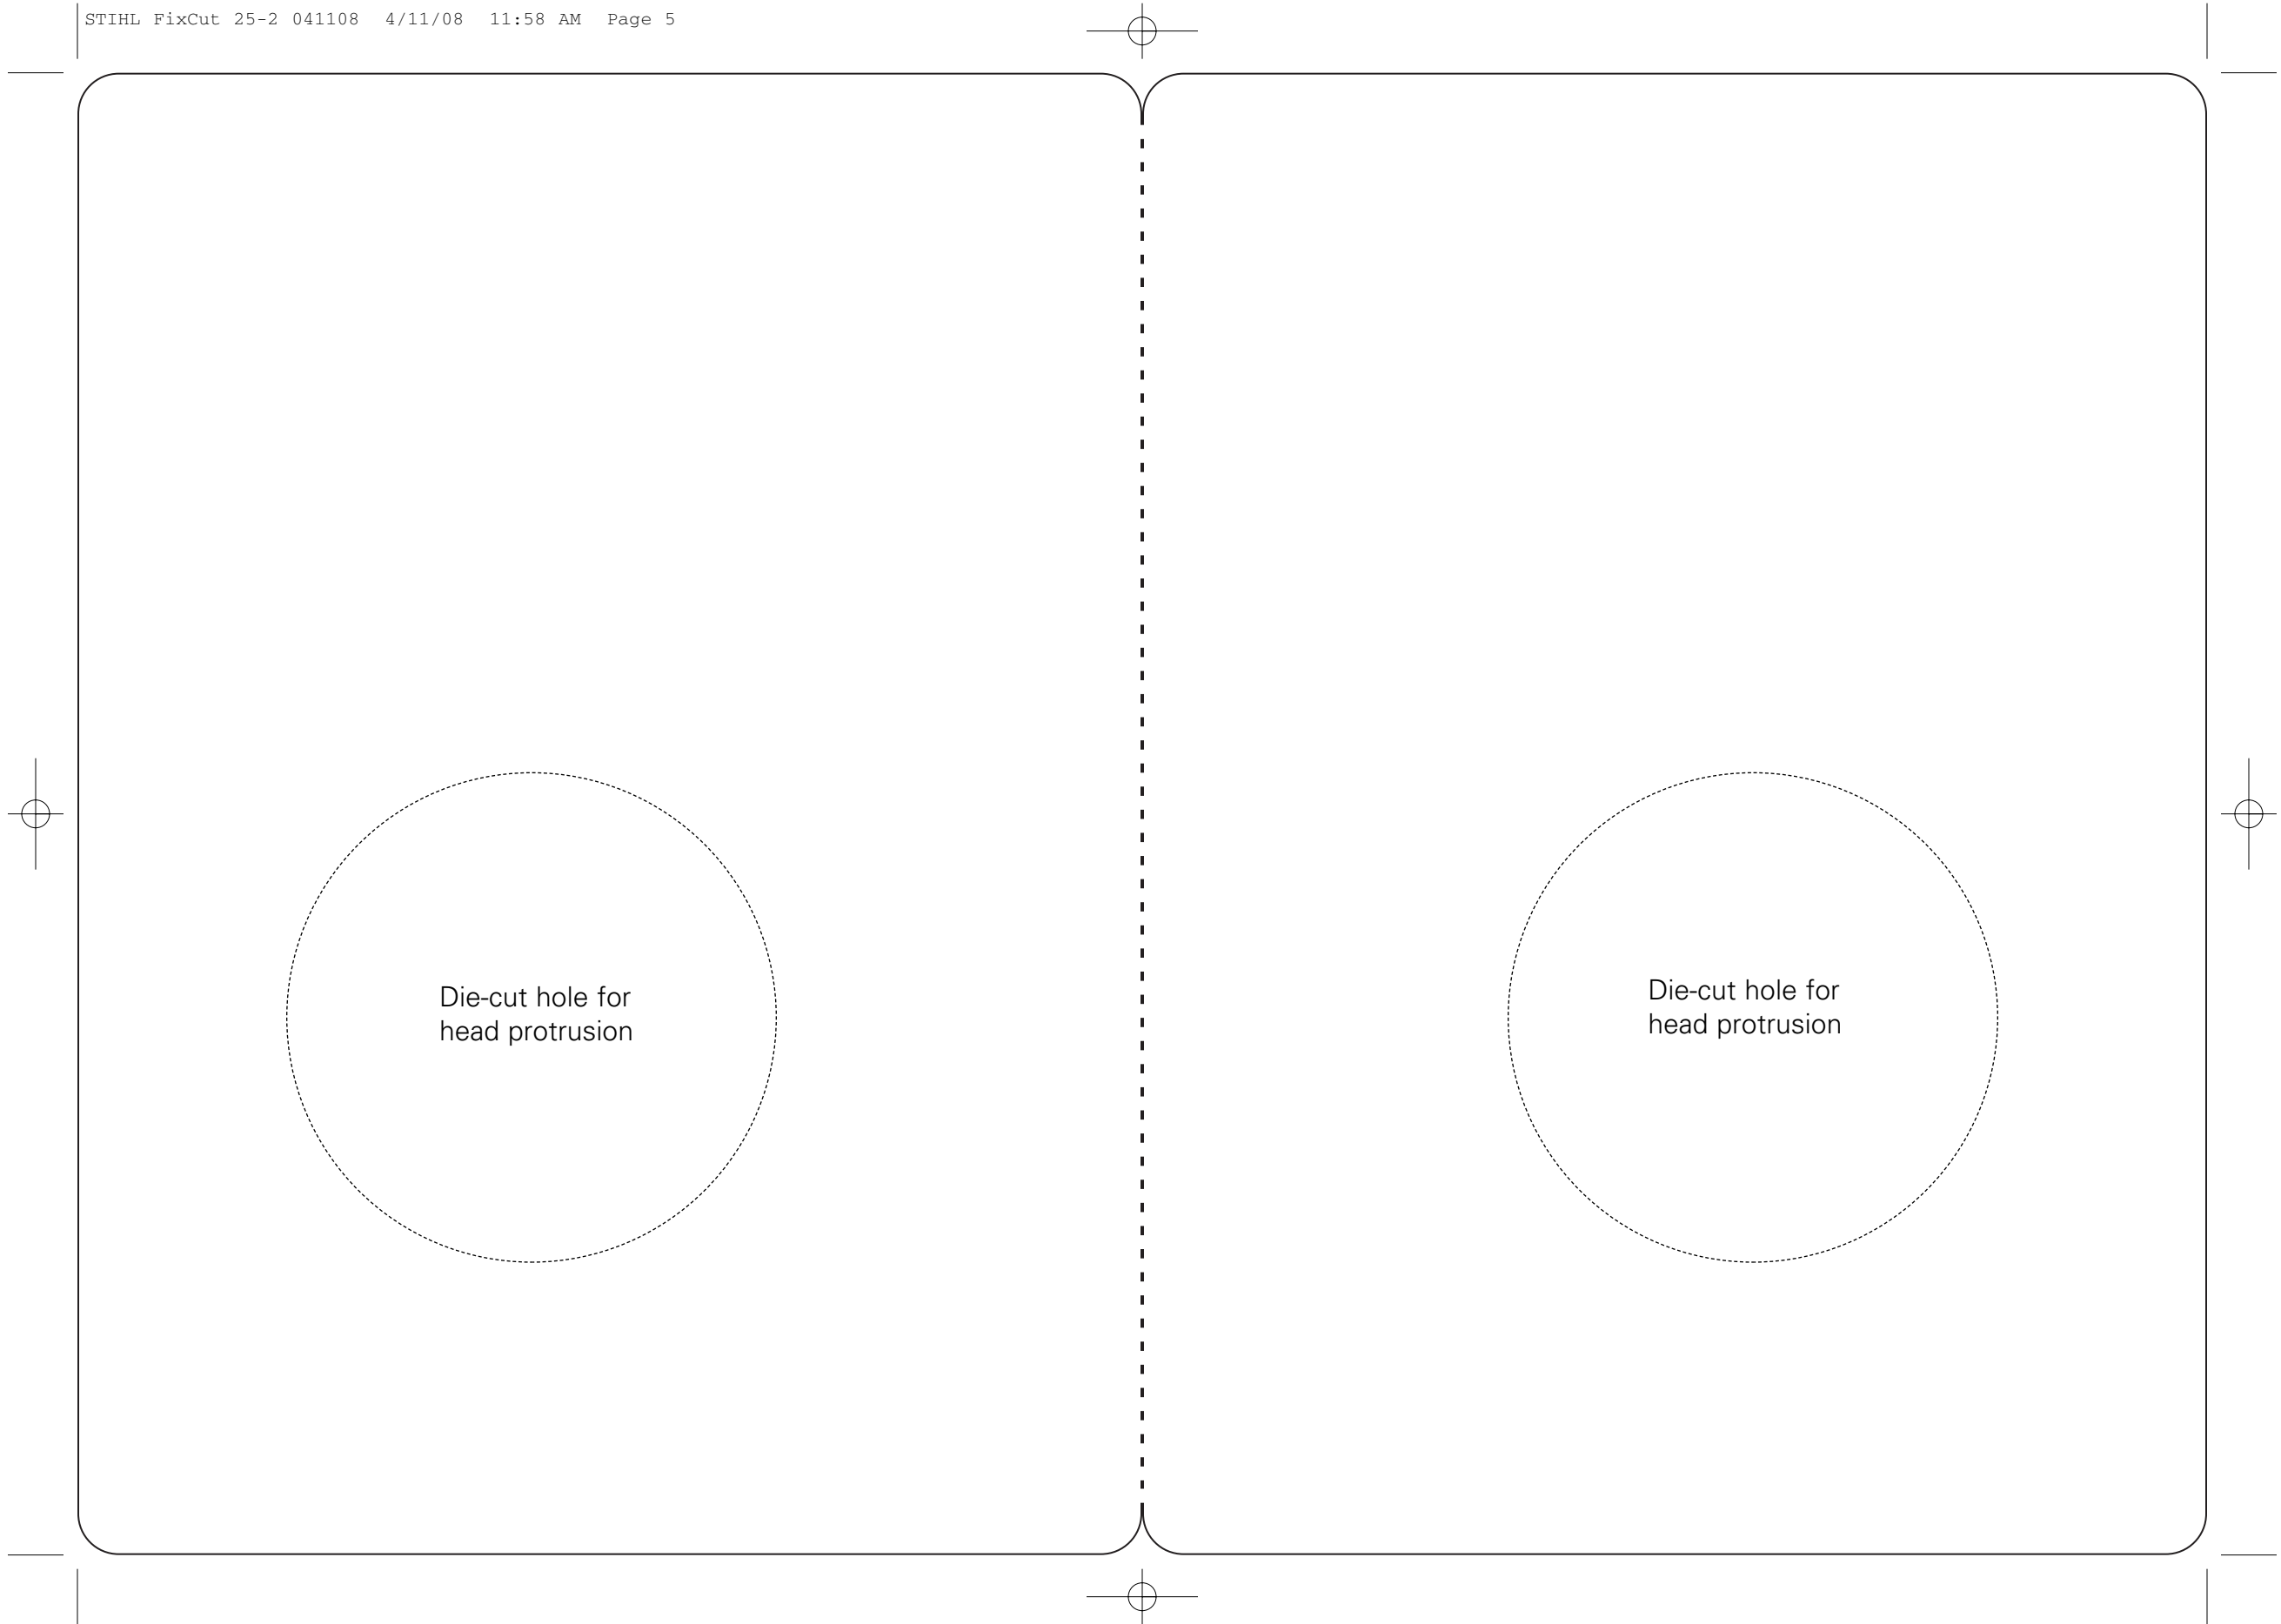 STIHL FixCut 25-2 041108  4/11/08  11:58 AM  Page 5
Die-cut hole for
head protrusion
Die-cut hole for
head protrusion